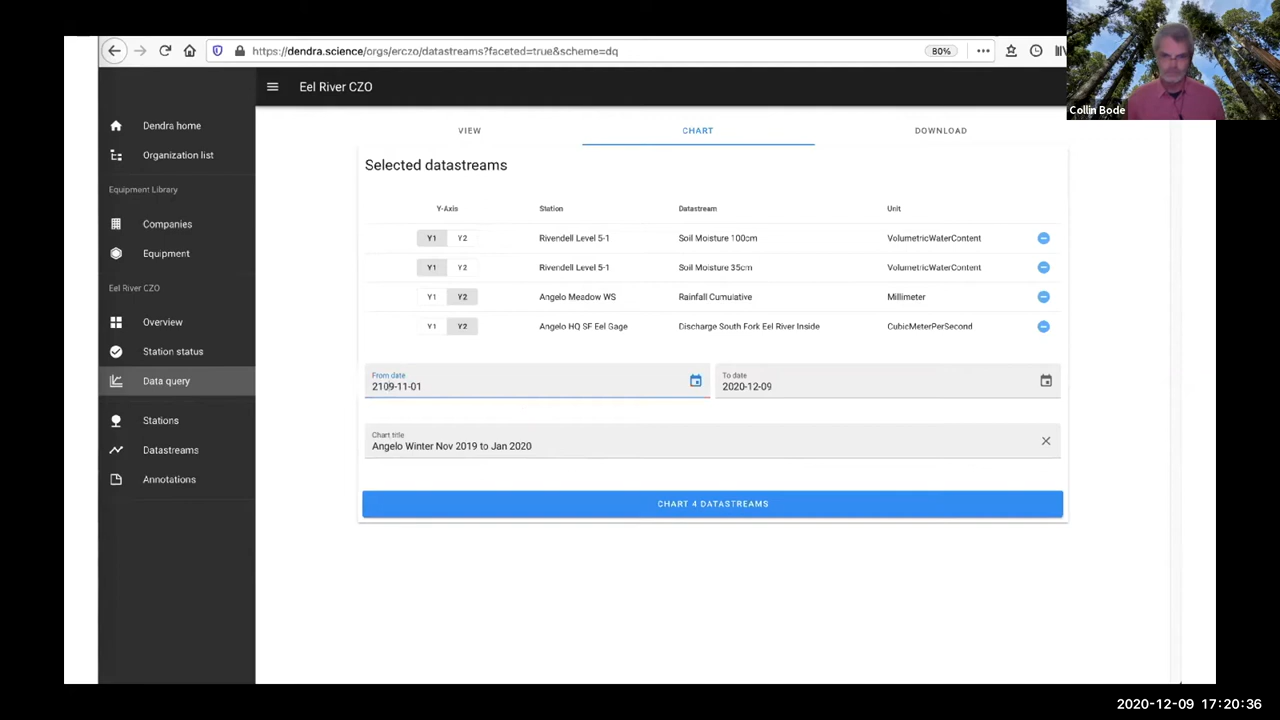 https://dendra.science/orgs/erczo/datastreams?faceted=true&scheme=dq
80%
Collin Bode
Eel River CZO
Dendra home
Organization list
Equipment Library
Companies
Equipment
Eel River CZO
Overview
Station status
Data query
Stations
Datastreams
Annotations
VIEW CHART DOWNLOAD
Selected datastreams
Y-Axis Station Datastream Unit
Y1 Y2 Rivendell Level 5-1 Soil Moisture 100cm VolumetricWaterContent
Y1 Y2 Rivendell Level 5-1 Soil Moisture 35cm VolumetricWaterContent
Y1 Y2 Angelo Meadow WS Rainfall Cumulative Millimeter
Y1 Y2 Angelo HQ SF Eel Gage Discharge South Fork Eel River Inside CubicMeterPerSecond
From date To date
2109-11-01 2020-12-09
Chart title
Angelo Winter Nov 2019 to Jan 2020
CHART 4 DATASTREAMS
2020-12-09 17:20:36